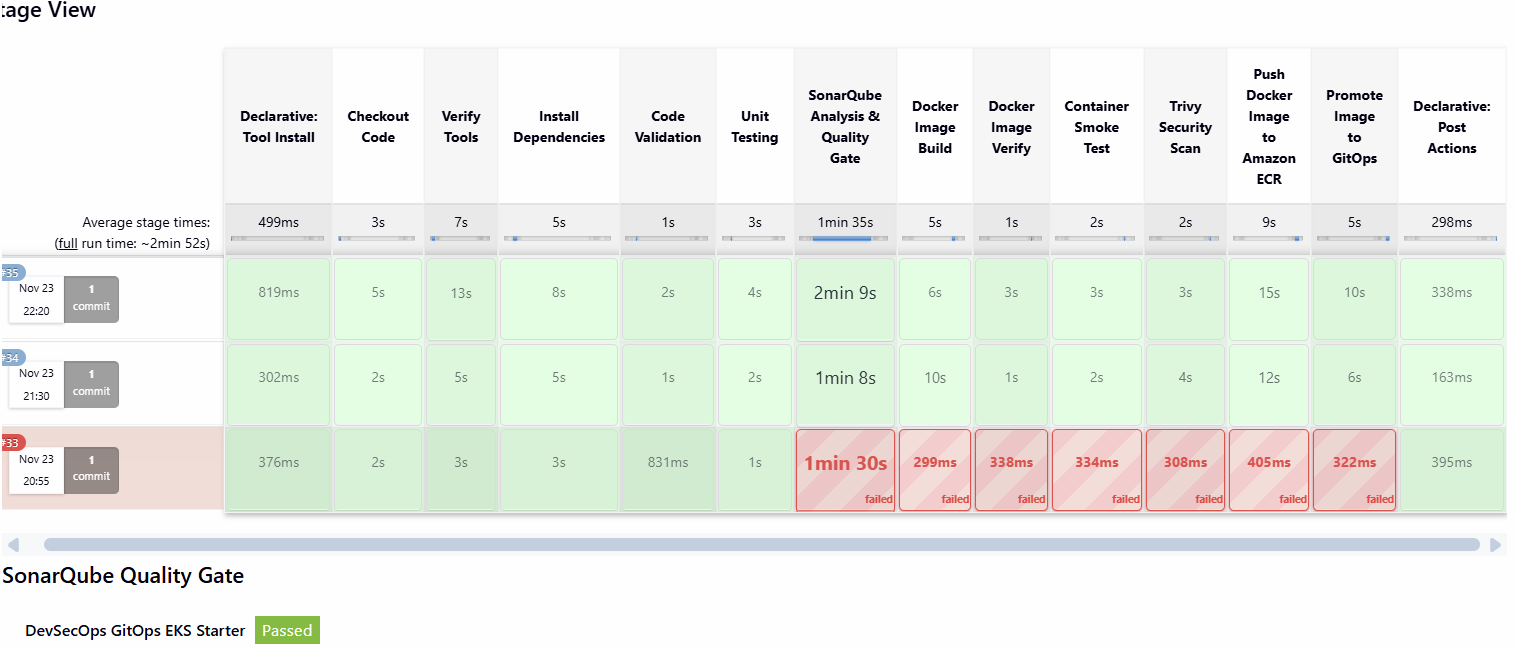 tage View
Declarative:
Tool Install
Checkout
Code
Verify
Tools
Install
Dependencies
Code
Validation
Unit
Testing
SonarQube
Analysis &
Quality
Gate
Docker
Image
Build
Docker
Image
Verify
Container
Smoke
Test
Trivy
Security
Scan
Push
Docker
Image
to
Amazon
ECR
Promote
Image
to
GitOps
Declarative:
Post
Actions
Average stage times:
(full run time: ~2min 52s)
499ms 3s 7s 5s 1s 3s 1min 35s 5s 1s 2s 2s 9s 5s 298ms
#35
Nov 23
22:20
1
commit
819ms 5s 13s 8s 2s 4s 2min 9s 6s 3s 3s 3s 15s 10s 338ms
#34
Nov 23
21:30
1
commit
302ms 2s 5s 5s 1s 2s 1min 8s 10s 1s 2s 4s 12s 6s 163ms
#33
Nov 23
20:55
1
commit
376ms 2s 3s 3s 831ms 1s 1min 30s 299ms 338ms 334ms 308ms 405ms 322ms 395ms
failed failed failed failed failed failed failed
SonarQube Quality Gate
DevSecOps GitOps EKS Starter Passed